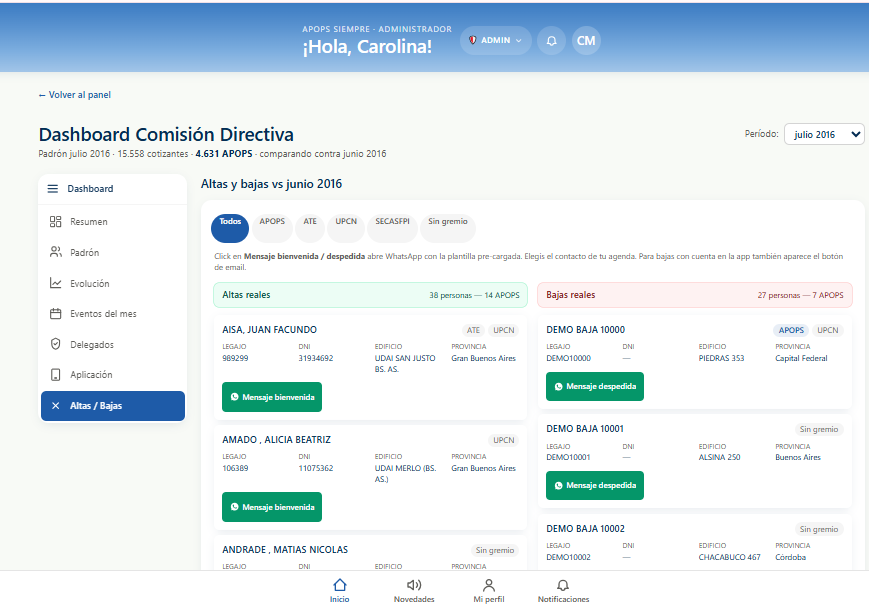 APOPS SIEMPRE · ADMINISTRADOR
¡Hola, Carolina!
ADMIN
CM
← Volver al panel
Dashboard Comisión Directiva
Período: julio 2016
Padrón julio 2016 · 15.558 cotizantes · 4.631 APOPS · comparando contra junio 2016
Dashboard
Resumen
Padrón
Evolución
Eventos del mes
Delegados
Aplicación
Altas / Bajas
Altas y bajas vs junio 2016
Todos APOPS ATE UPCN SECASFPI Sin gremio
Click en Mensaje bienvenida / despedida abre WhatsApp con la plantilla pre-cargada. Elegis el contacto de tu agenda. Para bajas con cuenta en la app también aparece el botón
de email.
Altas reales 38 personas — 14 APOPS
AISA, JUAN FACUNDO ATE UPCN
LEGAJO DNI EDIFICIO PROVINCIA
989299 31934692 UDAI SAN JUSTO Gran Buenos Aires
BS. AS.
Mensaje bienvenida
AMADO , ALICIA BEATRIZ UPCN
LEGAJO DNI EDIFICIO PROVINCIA
106389 11075362 UDAI MERLO (BS. Gran Buenos Aires
AS.)
Mensaje bienvenida
ANDRADE , MATIAS NICOLAS Sin gremio
LEGAJO DNI EDIFICIO PROVINCIA
Bajas reales 27 personas — 7 APOPS
DEMO BAJA 10000 APOPS UPCN
LEGAJO DNI EDIFICIO PROVINCIA
DEMO10000 — PIEDRAS 353 Capital Federal
Mensaje despedida
DEMO BAJA 10001 Sin gremio
LEGAJO DNI EDIFICIO PROVINCIA
DEMO10001 — ALSINA 250 Buenos Aires
Mensaje despedida
DEMO BAJA 10002 Sin gremio
LEGAJO DNI EDIFICIO PROVINCIA
DEMO10002 — CHACABUCO 467 Córdoba
Inicio Novedades Mi perfil Notificaciones